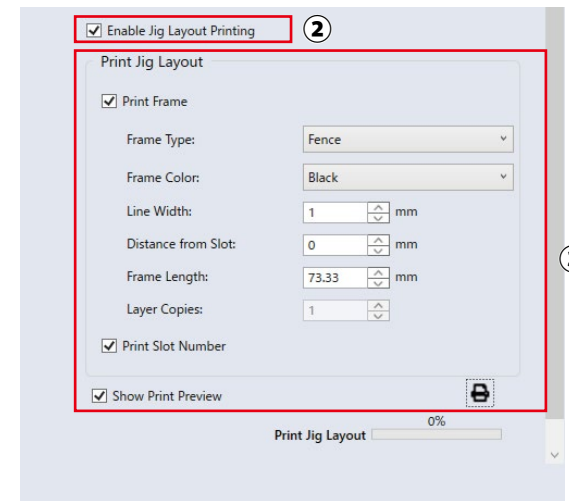 Enable Jig Layout Printing ②
Print Jig Layout
Print Frame
Frame Type: Fence
Frame Color: Black
Line Width: 1 mm
Distance from Slot: 0 mm
Frame Length: 73.33 mm
Layer Copies: 1
Print Slot Number
Show Print Preview
0%
Print Jig Layout